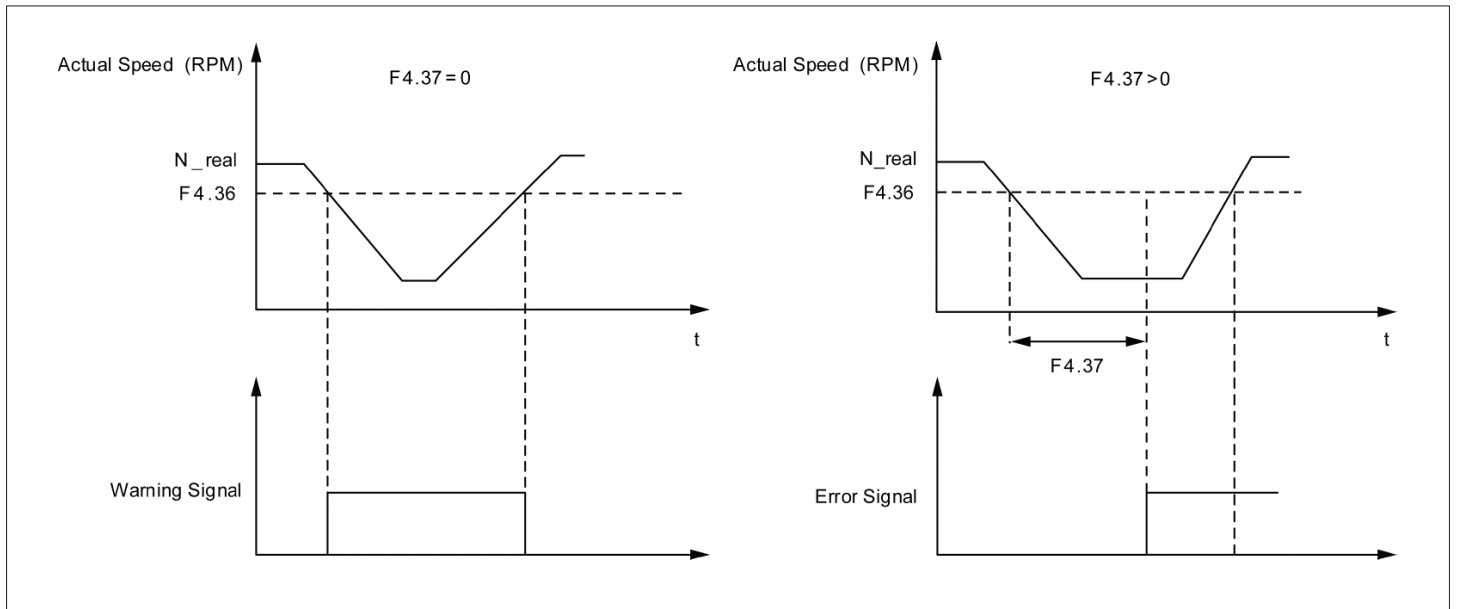 Actual Speed (RPM)
F4.37=0
N_real
F4.36
t
Warning Signal
Actual Speed (RPM)
F4.37>0
N_real
F4.36
t
F4.37
Error Signal